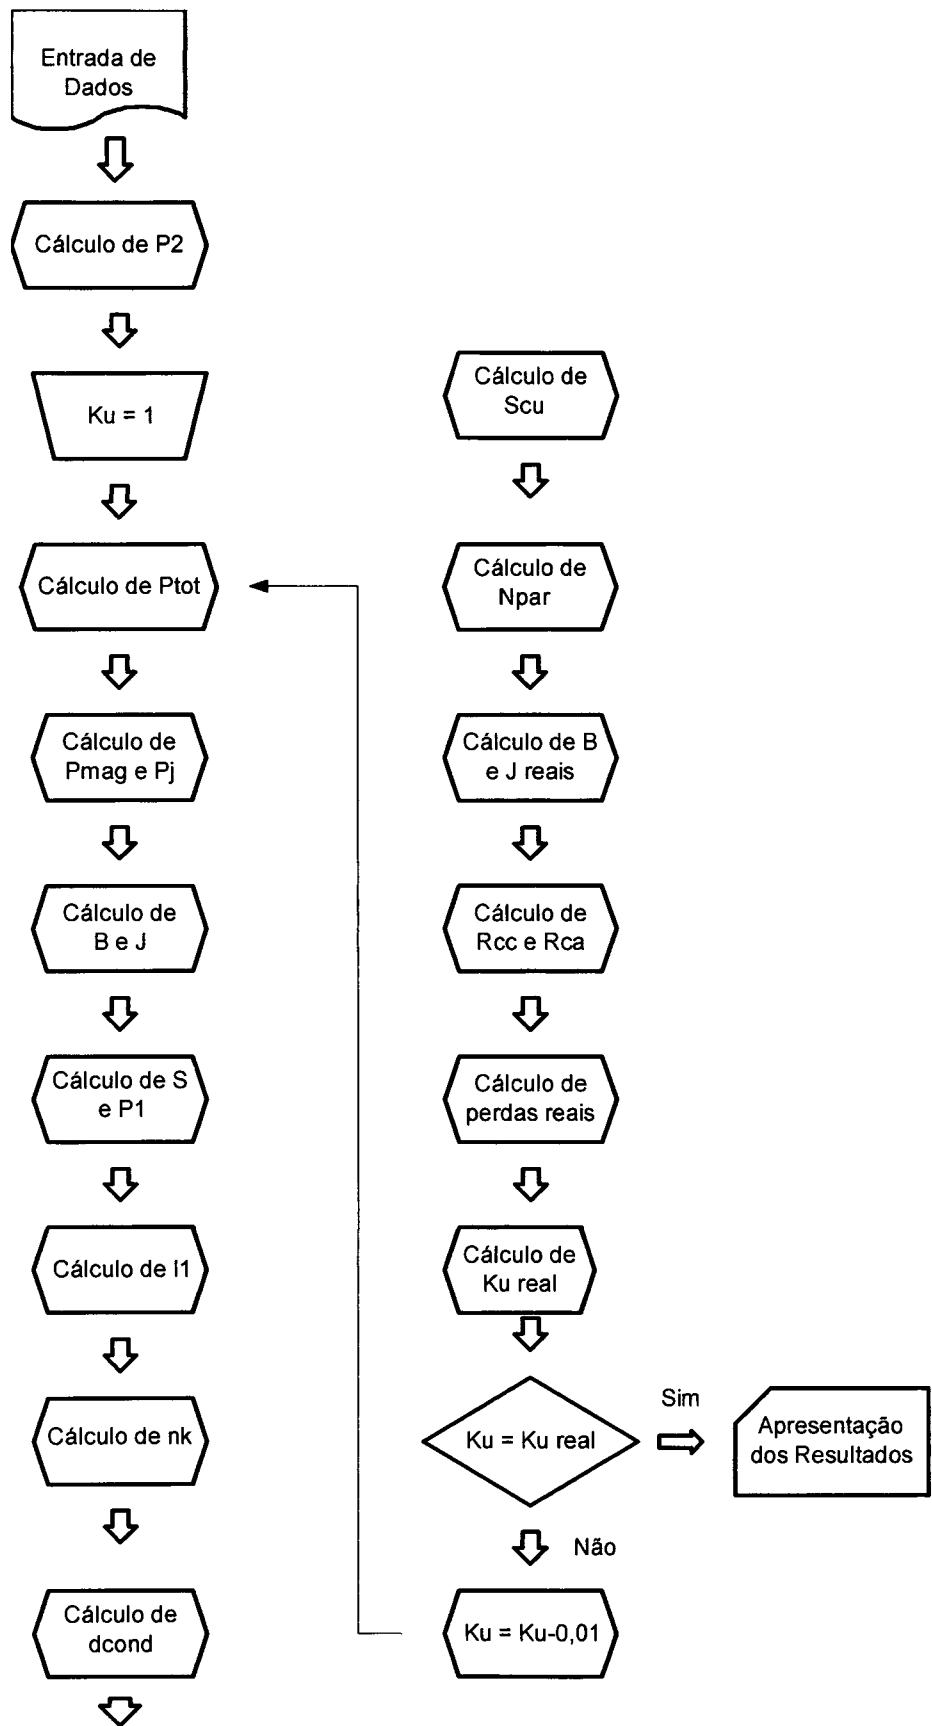 Entrada de
Dados
Cálculo de P2
Ku = 1
Cálculo de Ptot
Cálculo de
Pmag e Pj
Cálculo de
B e J
Cálculo de S
e P1
Cálculo de I1
Cálculo de nk
Cálculo de
dcond
Cálculo de
Scu
Cálculo de
Npar
Cálculo de B
e J reais
Cálculo de
Rcc e Rca
Cálculo de
perdas reais
Cálculo de
Ku real
Ku = Ku real
Sim
Apresentação
dos Resultados
Não
Ku = Ku-0,01